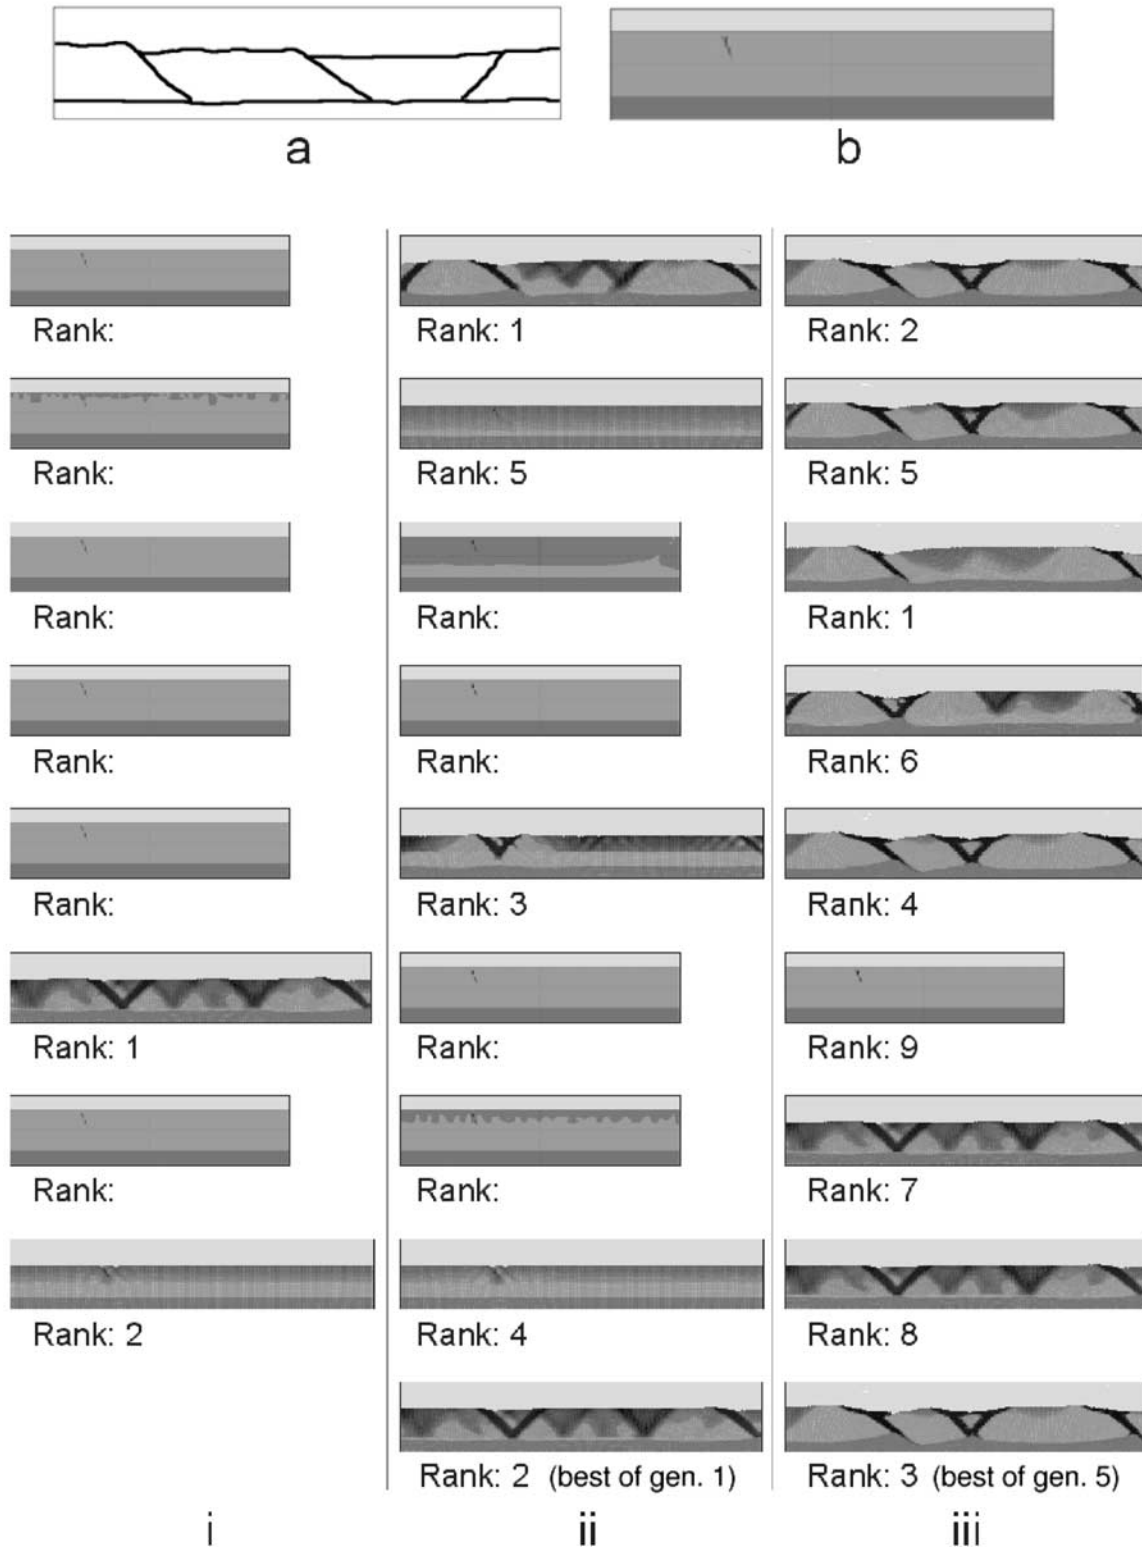 a
b
Rank:
Rank:
Rank:
Rank:
Rank:
Rank: 1
Rank:
Rank: 2
i
Rank: 1
Rank: 5
Rank:
Rank:
Rank: 3
Rank:
Rank:
Rank: 4
Rank: 2 (best of gen. 1)
ii
Rank: 2
Rank: 5
Rank: 1
Rank: 6
Rank: 4
Rank: 9
Rank: 7
Rank: 8
Rank: 3 (best of gen. 5)
iii